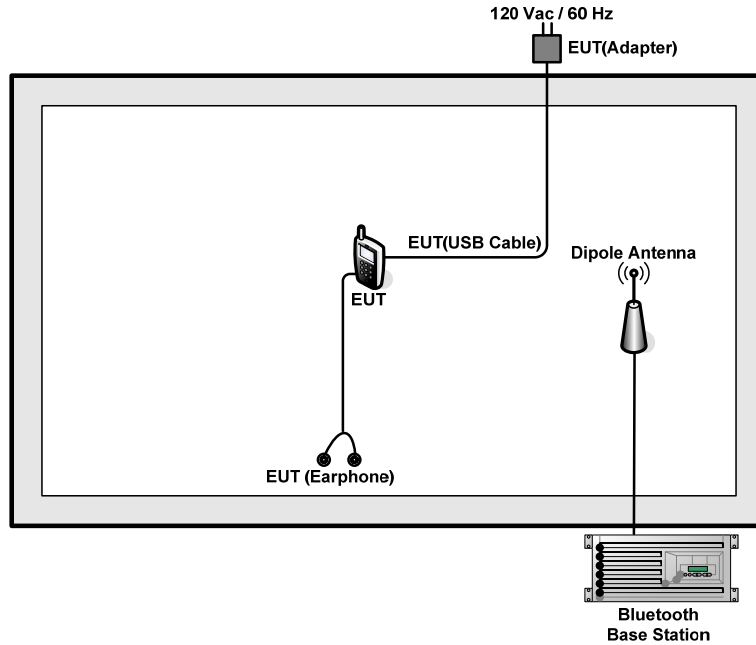 120 Vac / 60 Hz
EUT(Adapter)
EUT(USB Cable)
Dipole Antenna
EUT
EUT (Earphone)
Bluetooth
Base Station